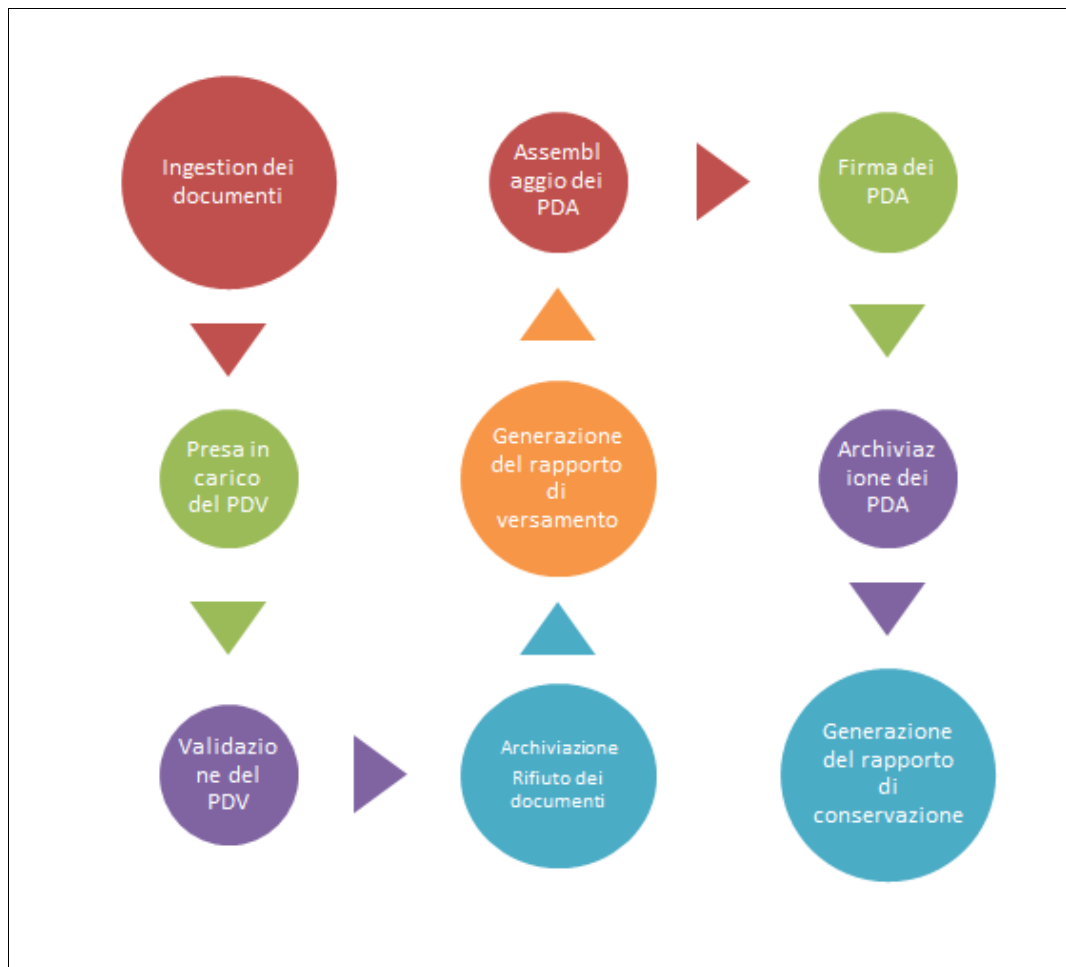 Ingestion dei
documenti
Presa in
carico
del PDV
Validazio
ne del
PDV
Archiviazione
Rifiuto dei
documenti
Generazione
del rapporto
di
versamento
Assembl
aggio dei
PDA
Firma dei
PDA
Archiviaz
ione dei
PDA
Generazione
del rapporto
di
conservazione